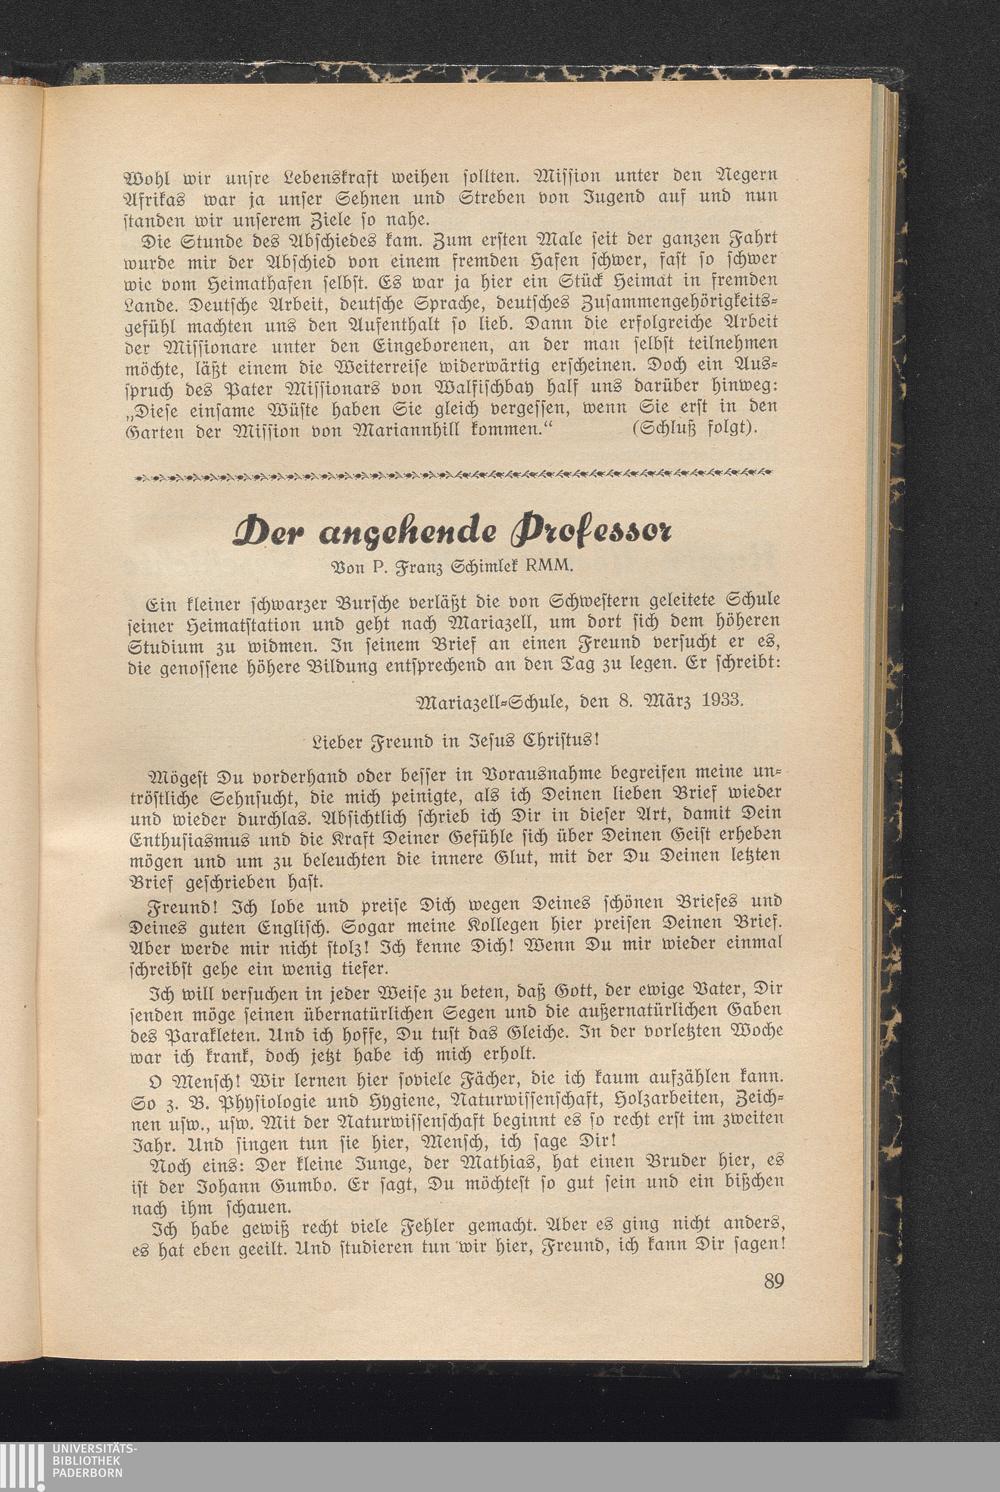 Wohl wir unsre Lebenskraft weihen sollten. Mission unter den Negern
Afrikas war ja unser Sehnen und Streben von Jugend auf und nun
standen wir unserem Ziele so nahe.
Die Stunde des Abschiedes kam. Zum ersten Male seit der ganzen Fahrt
wurde mir der Abschied von einem fremden Hafen schwer, fast so schwer
wie vom Heimathafen selbst. Es war ja hier ein Stück Heimat in fremden
Lande. Deutsche Arbeit, deutsche Sprache, deutsches Zusammengehörigkeits-
gefühl machten uns den Aufenthalt so lieb. Dann die erfolgreiche Arbeit
der Missionare unter den Eingeborenen, an der man selbst teilnehmen
möchte, läßt einem die Weiterreise widerwärtig erscheinen. Doch ein Aus-
spruch des Pater Missionars von Walfischbay half uns darüber hinweg:
„Diese einsame Wüste haben Sie gleich vergessen, wenn Sie erst in den
Garten der Mission von Mariannhill kommen.“ (Schluß folgt).
Der angehende Professor
Von P. Franz Schimlek RMM.
Ein kleiner schwarzer Bursche verläßt die von Schwestern geleitete Schule
seiner Heimatstation und geht nach Mariazell, um dort sich dem höheren
Studium zu widmen. In seinem Brief an einen Freund versucht er es,
die genossene höhere Bildung entsprechend an den Tag zu legen. Er schreibt:
Mariazell-Schule, den 8. März 1933.
Lieber Freund in Jesus Christus!
Mögest Du vorderhand oder besser in Vorausnahme begreifen meine un-
tröstliche Sehnsucht, die mich peinigte, als ich Deinen lieben Brief wieder
und wieder durchlas. Absichtlich schrieb ich Dir in dieser Art, damit Dein
Enthusiasmus und die Kraft Deiner Gefühle sich über Deinen Geist erheben
mögen und um zu beleuchten die innere Glut, mit der Du Deinen letzten
Brief geschrieben hast.
Freund! Ich lobe und preise Dich wegen Deines schönen Briefes und
Deines guten Englisch. Sogar meine Kollegen hier preisen Deinen Brief.
Aber werde mir nicht stolz! Ich kenne Dich! Wenn Du mir wieder einmal
schreibst gehe ein wenig tiefer.
Ich will versuchen in jeder Weise zu beten, daß Gott, der ewige Vater, Dir
senden möge seinen übernatürlichen Segen und die außernatürlichen Gaben
des Parakleten. Und ich hoffe, Du tust das Gleiche. In der vorletzten Woche
war ich krank, doch jetzt habe ich mich erholt.
O Mensch! Wir lernen hier soviele Fächer, die ich kaum aufzählen kann.
So z. B. Physiologie und Hygiene, Naturwissenschaft, Holzarbeiten, Zeich-
nen usw., usw. Mit der Naturwissenschaft beginnt es so recht erst im zweiten
Jahr. Und singen tun sie hier, Mensch, ich sage Dir!
Noch eins: Der kleine Junge, der Mathias, hat einen Bruder hier, es
ist der Johann Gumbo. Er sagt, Du möchtest so gut sein und ein bißchen
nach ihm schauen.
Ich habe gewiß recht viele Fehler gemacht. Aber es ging nicht anders,
es hat eben geeilt. Und studieren tun wir hier, Freund, ich kann Dir sagen!
89
UNIVERSITÄTS-
BIBLIOTHEK
PADERBORN